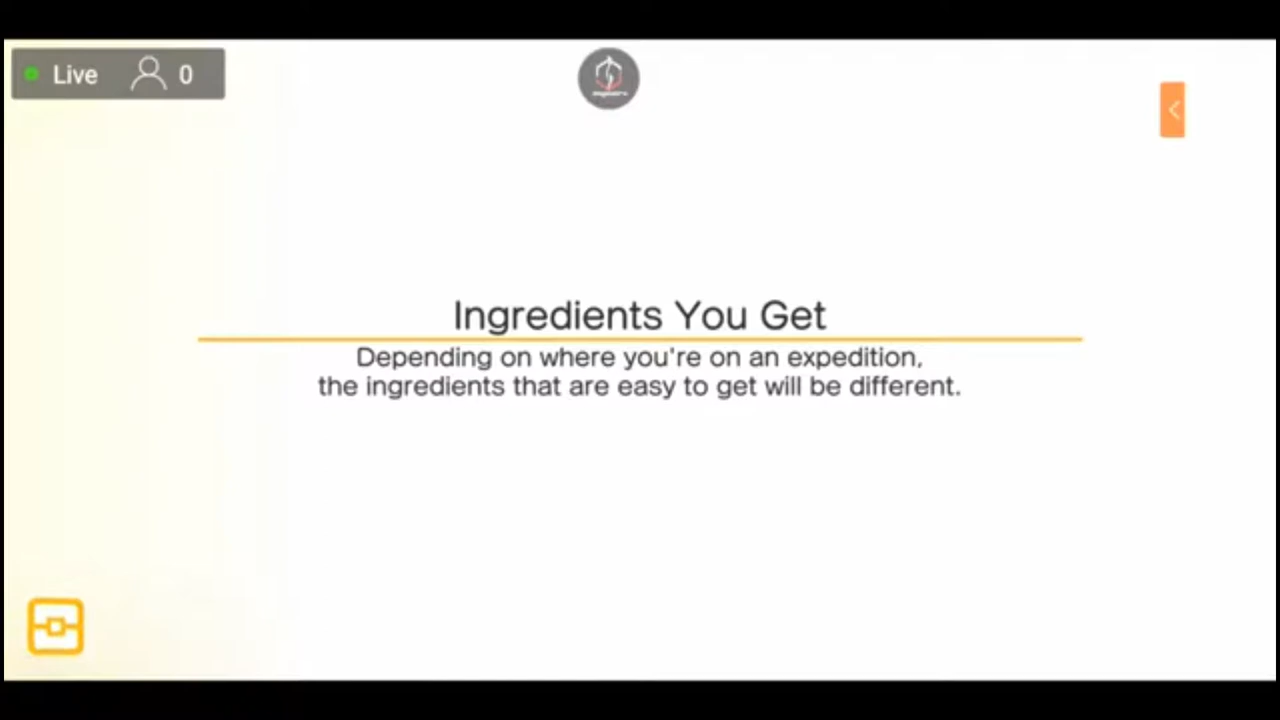 Live 0
Ingredients You Get
Depending on where you're on an expedition,
the ingredients that are easy to get will be different.